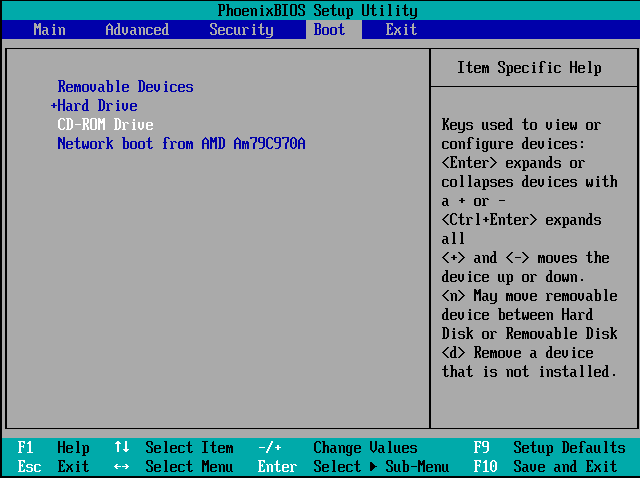 PhoenixBIOS Setup Utility
Main Advanced Security Boot Exit
Removable Devices
+Hard Drive
CD-ROM Drive
Network boot from AMD Am79C970A
Item Specific Help
Keys used to view or
configure devices:
<Enter> expands or
collapses devices with
a + or -
<Ctrl+Enter> expands
all
<+> and <-> moves the
device up or down.
<n> May move removable
device between Hard
Disk or Removable Disk
<d> Remove a device
that is not installed.
F1 Help ↑↓ Select Item -/+ Change Values F9 Setup Defaults
Esc Exit ↔ Select Menu Enter Select ▶ Sub-Menu F10 Save and Exit